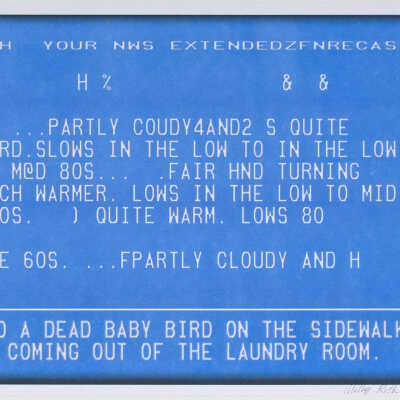 H YOUR NWS EXTENDEDZFNRECAS
H % & &
...PARTLY COUDY4AND2 S QUITE
RD.SLOWS IN THE LOW TO IN THE LOW
M@D 80S... .FAIR HND TURNING
CH WARMER. LOWS IN THE LOW TO MID
0S. ) QUITE WARM. LOWS 80
E 60S. ...FPARTLY CLOUDY AND H
D A DEAD BABY BIRD ON THE SIDEWALK
COMING OUT OF THE LAUNDRY ROOM.